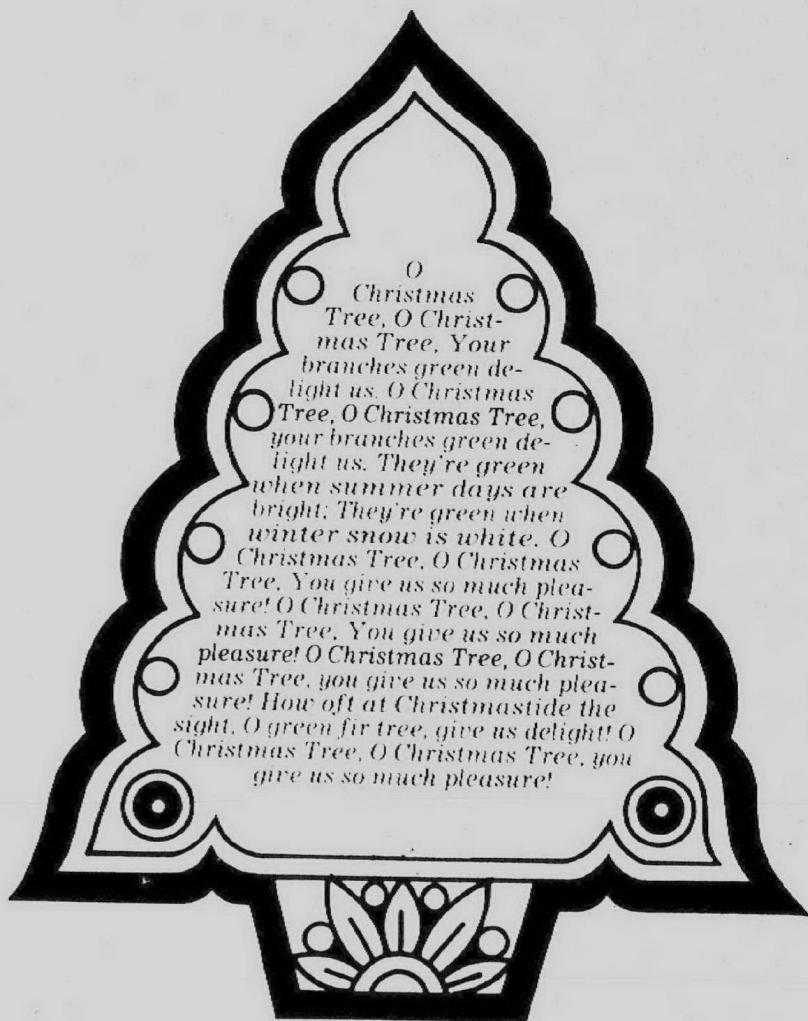 O
Christmas
Tree, O Christ-
mas Tree, Your
branches green de-
light us. O Christmas
Tree, O Christmas Tree,
your branches green de-
light us. They're green
when summer days are
bright; They're green when
winter snow is white. O
Christmas Tree, O Christmas
Tree, You give us so much plea-
sure! O Christmas Tree, O Christ-
mas Tree, You give us so much
pleasure! O Christmas Tree, O Christ-
mas Tree, you give us so much plea-
sure! How oft at Christmastide the
sight, O green fir tree, give us delight! O
Christmas Tree, O Christmas Tree, you
give us so much pleasure!